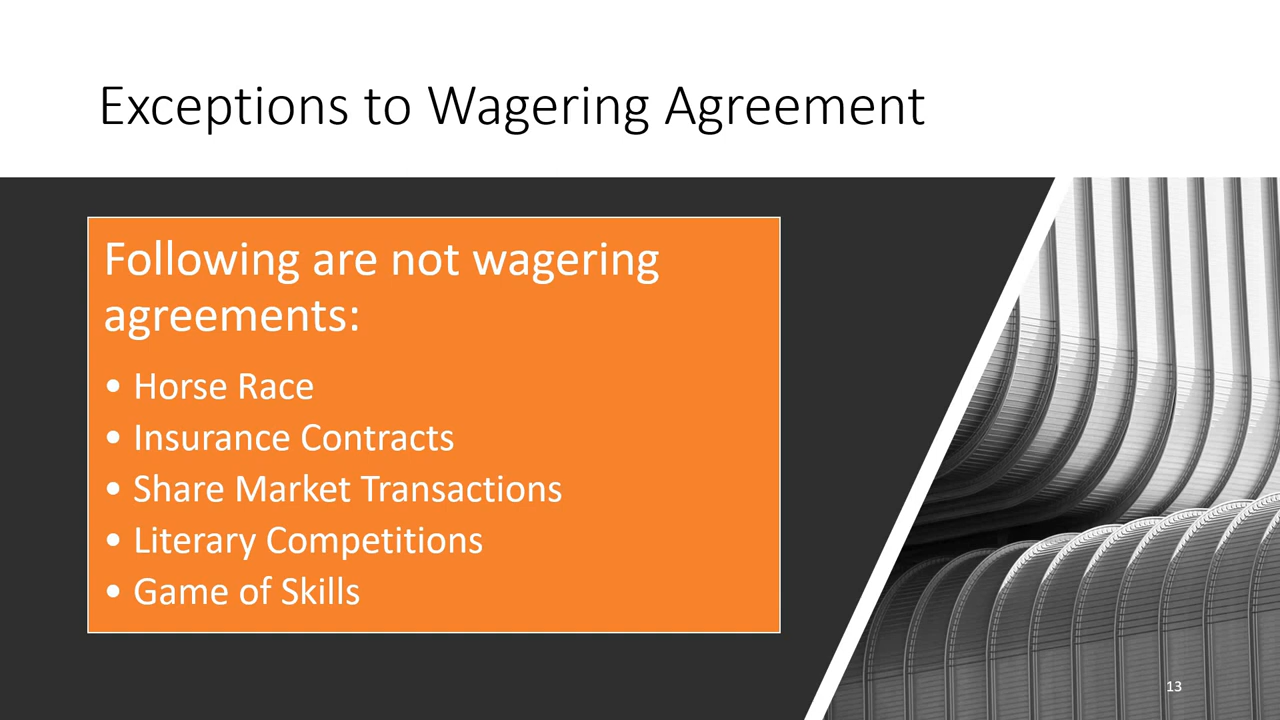 Exceptions to Wagering Agreement
Following are not wagering
agreements:
• Horse Race
• Insurance Contracts
• Share Market Transactions
• Literary Competitions
• Game of Skills
13